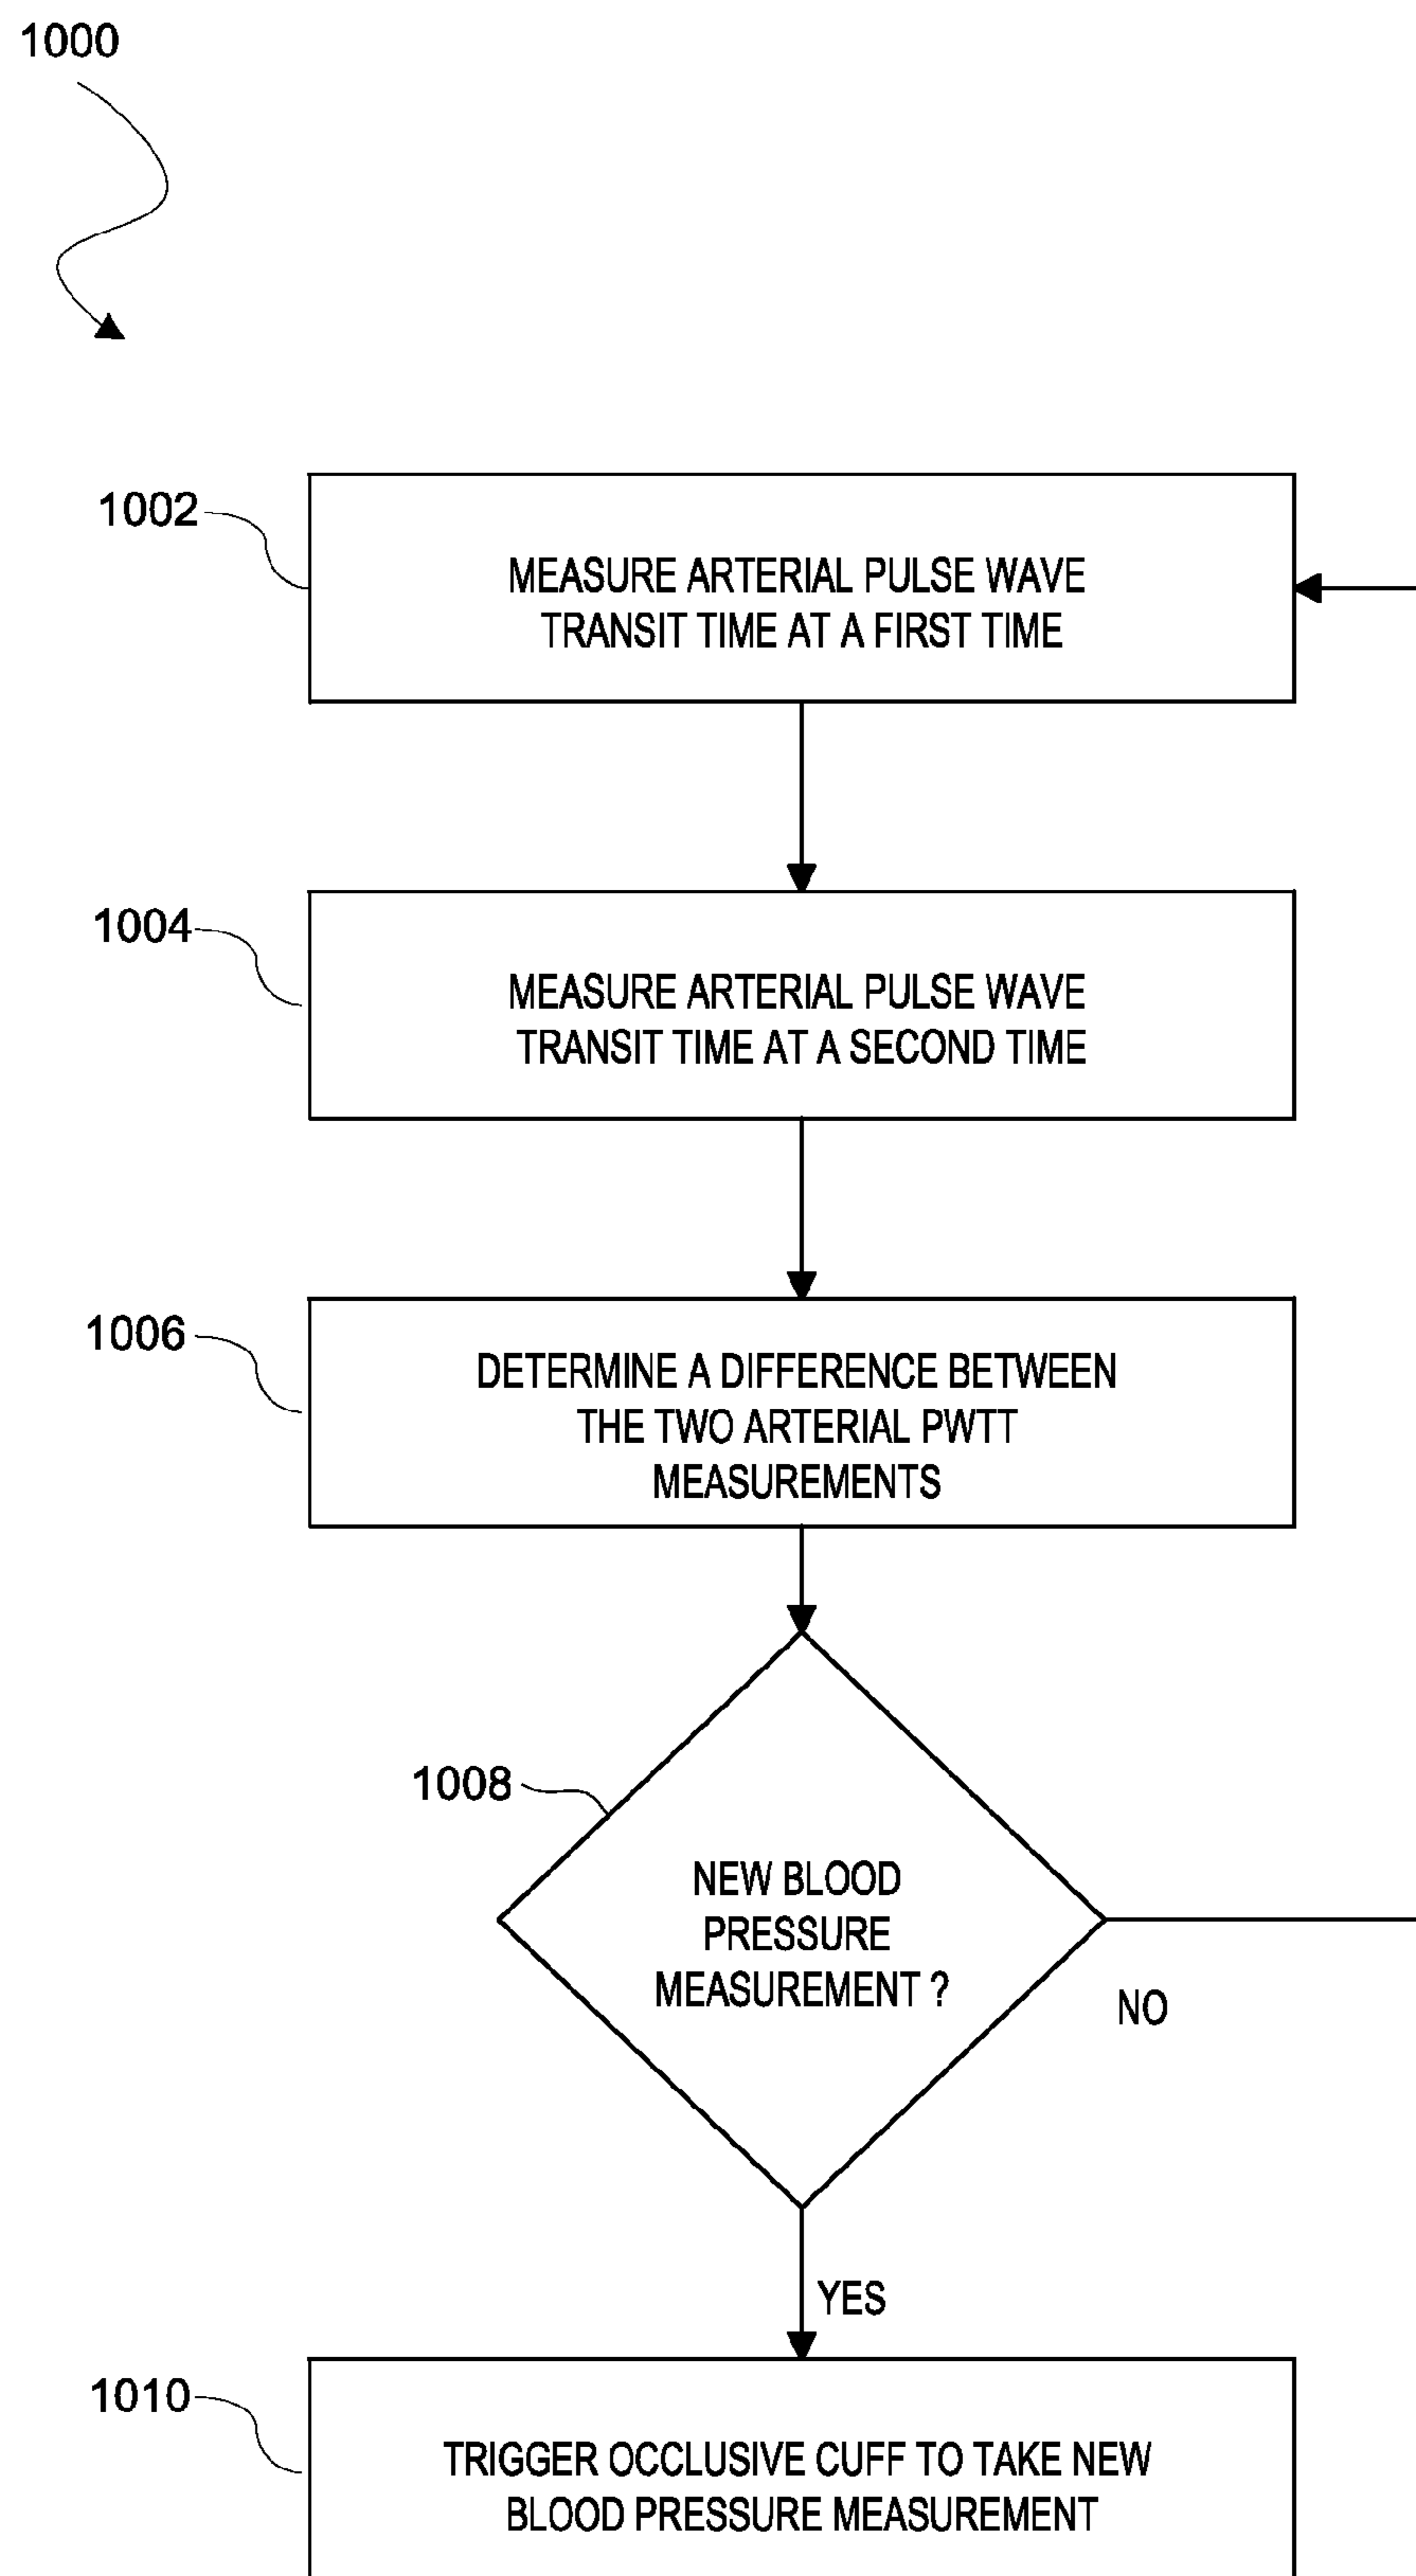 1000
1002
MEASURE ARTERIAL PULSE WAVE
TRANSIT TIME AT A FIRST TIME
1004
MEASURE ARTERIAL PULSE WAVE
TRANSIT TIME AT A SECOND TIME
1006
DETERMINE A DIFFERENCE BETWEEN
THE TWO ARTERIAL PWTT
MEASUREMENTS
1008
NEW BLOOD
PRESSURE
MEASUREMENT ?
NO
YES
1010
TRIGGER OCCLUSIVE CUFF TO TAKE NEW
BLOOD PRESSURE MEASUREMENT